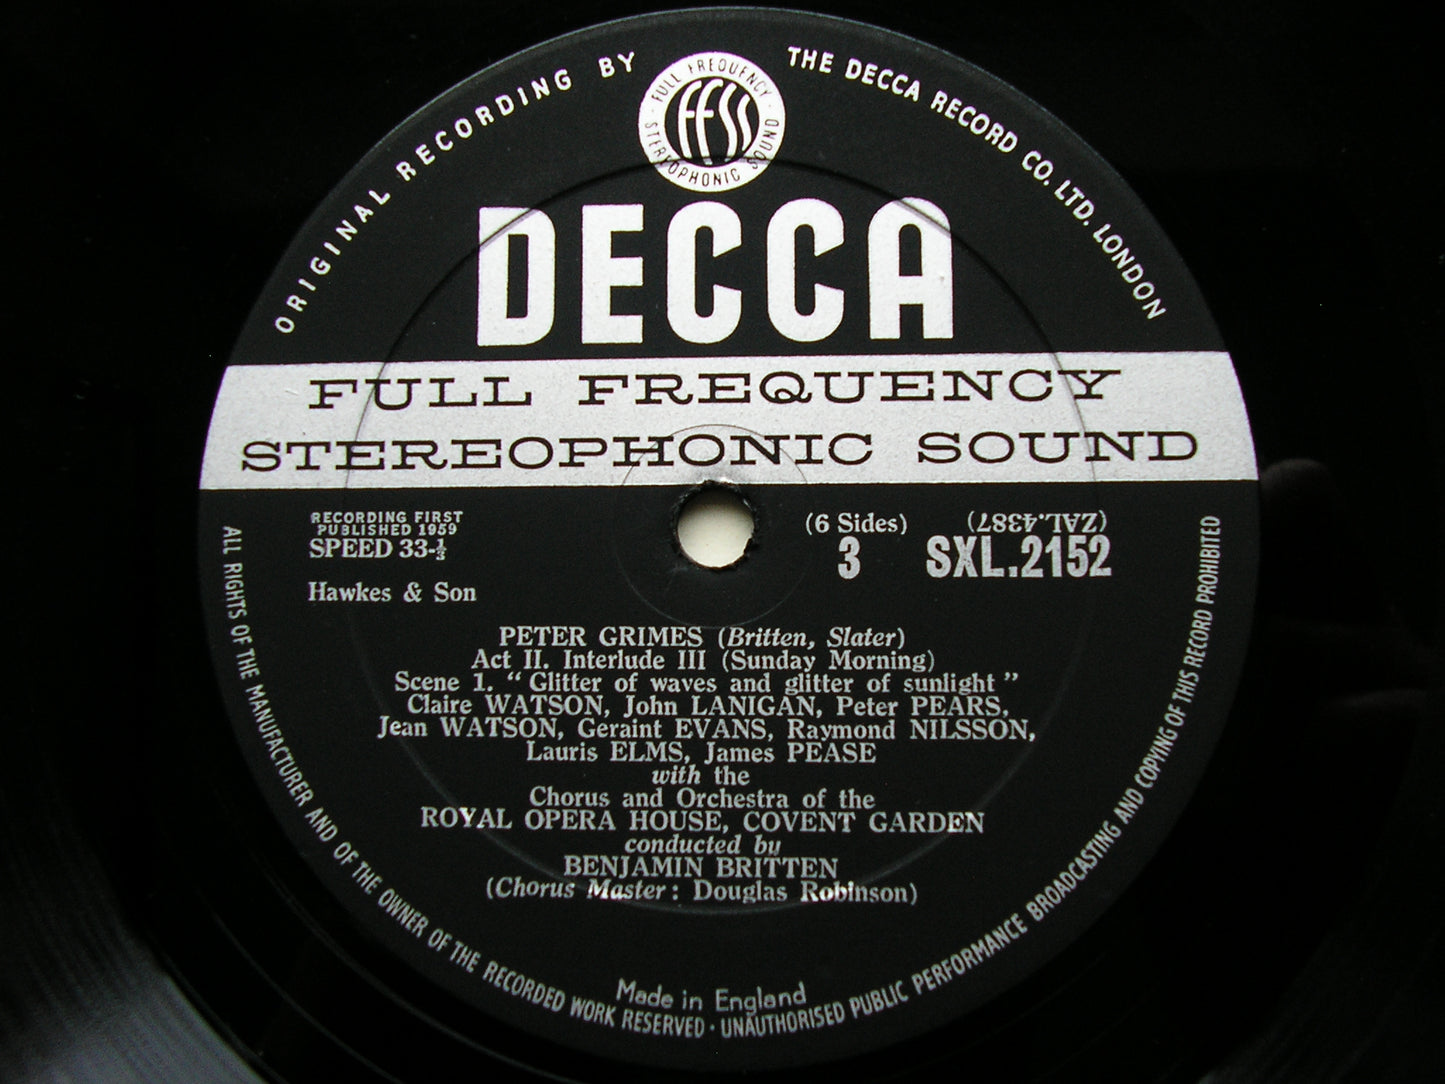 ORIGINAL RECORDING BY
THE DECCA RECORD CO. LTD. LONDON
FULL FREQUENCY
STEREOPHONIC SOUND
FFSS
DECCA
FULL FREQUENCY
STEREOPHONIC SOUND
RECORDING FIRST
PUBLISHED 1959
SPEED 33-⅓
(6 Sides)
3
(ZAL.4387)
SXL.2152
Hawkes & Son
PETER GRIMES (Britten, Slater)
Act II. Interlude III (Sunday Morning)
Scene 1. “Glitter of waves and glitter of sunlight”
Claire WATSON, John LANIGAN, Peter PEARS,
Jean WATSON, Geraint EVANS, Raymond NILSSON,
Lauris ELMS, James PEASE
with the
Chorus and Orchestra of the
ROYAL OPERA HOUSE, COVENT GARDEN
conducted by
BENJAMIN BRITTEN
(Chorus Master: Douglas Robinson)
Made in England
ALL RIGHTS OF THE MANUFACTURER AND OF THE OWNER OF THE RECORDED WORK RESERVED · UNAUTHORISED PUBLIC PERFORMANCE BROADCASTING AND COPYING OF THIS RECORD PROHIBITED